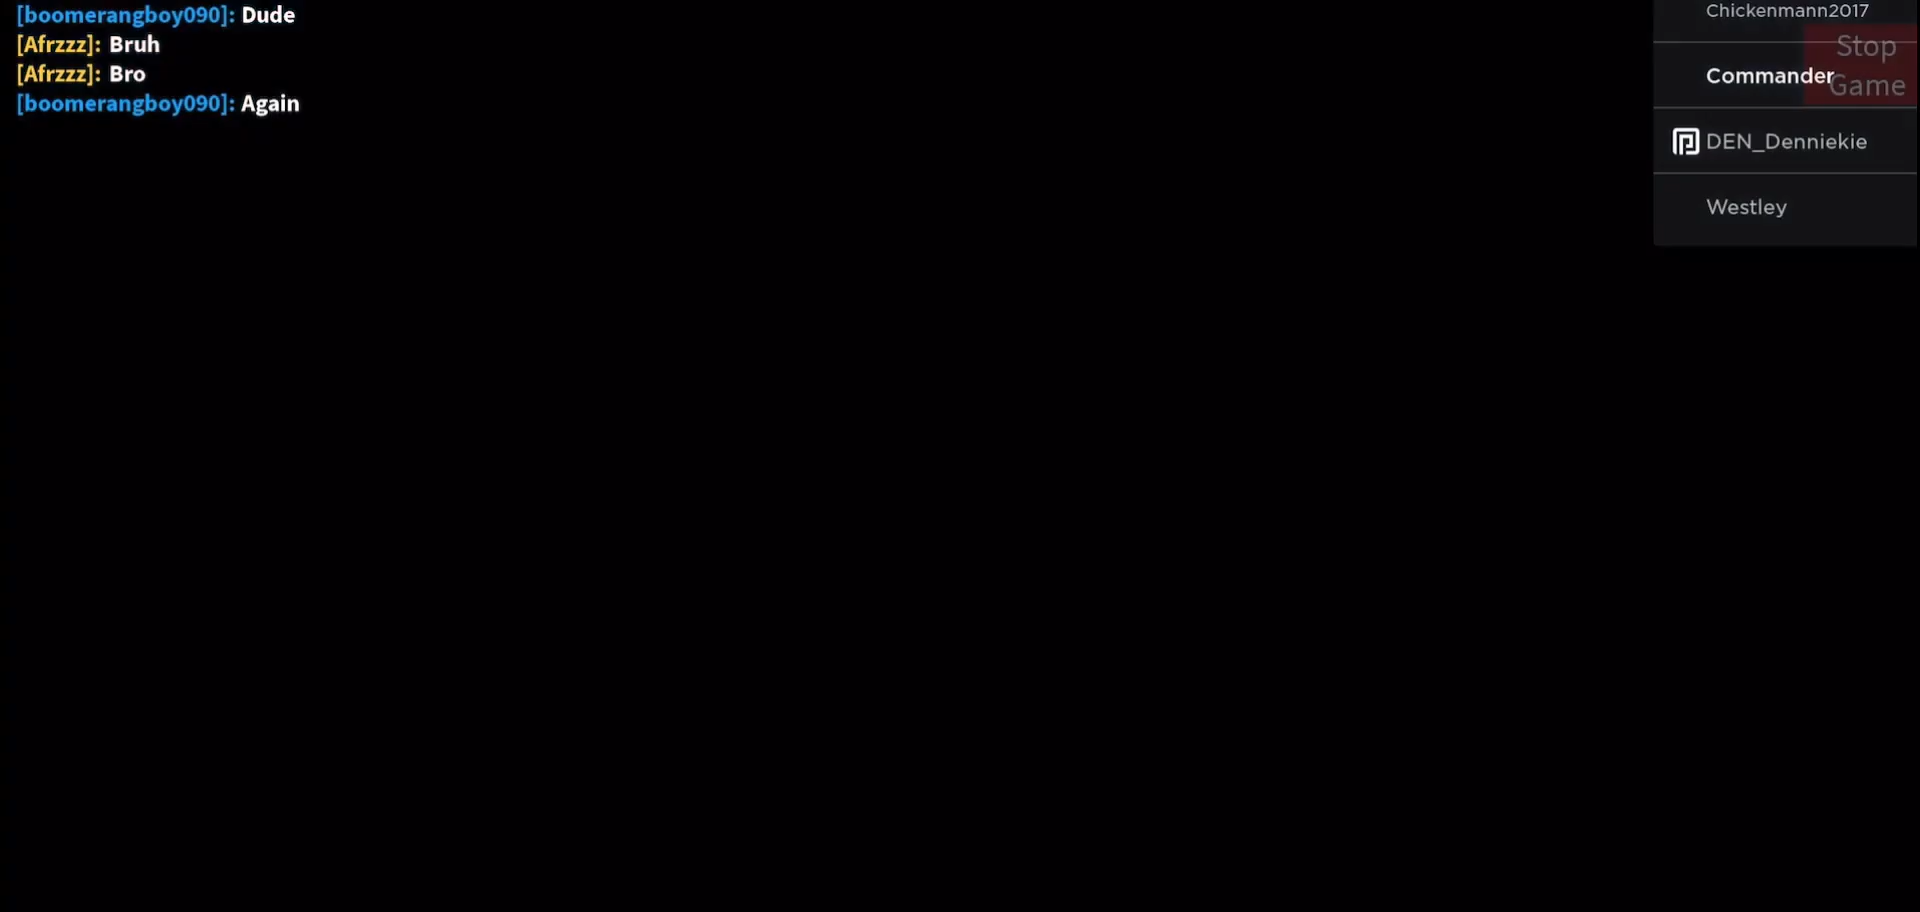 [boomerangboy090]: Dude
[Afrzzz]: Bruh
[Afrzzz]: Bro
[boomerangboy090]: Again
Chickenmann2017
Stop
Commander
Game
DEN_Denniekie
Westley